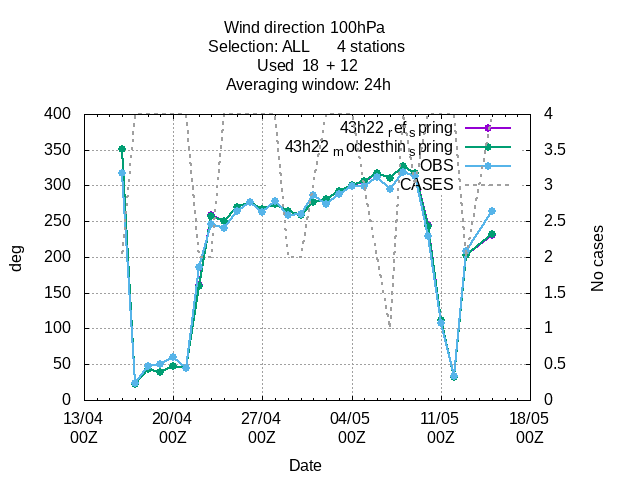 Wind direction 100hPa
Selection: ALL 4 stations
Used 18 + 12
Averaging window: 24h
400 4
350 3.5
300 3
250 2.5
200 2
150 1.5
100 1
50 0.5
0 0
deg
No cases
43h22 ref spring
43h22 modesthin spring
OBS
CASES
13/04 20/04 27/04 04/05 11/05 18/05
00Z 00Z 00Z 00Z 00Z 00Z
Date